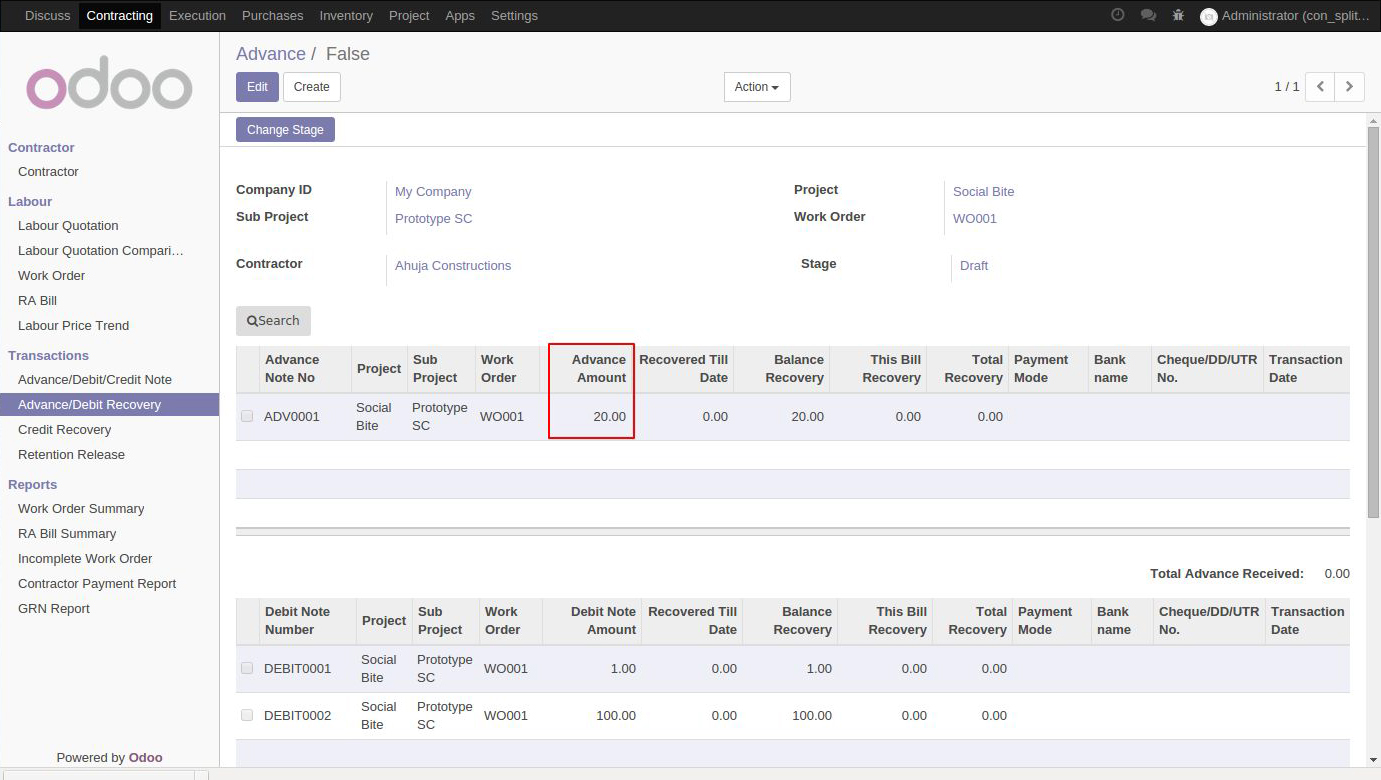 Discuss Contracting Execution Purchases Inventory Project Apps Settings Administrator (con_split...
odoo
Advance / False
Edit Create Action 1 / 1
Change Stage
Contractor
Contractor
Labour
Labour Quotation
Labour Quotation Compari...
Work Order
RA Bill
Labour Price Trend
Transactions
Advance/Debit/Credit Note
Advance/Debit Recovery
Credit Recovery
Retention Release
Reports
Work Order Summary
RA Bill Summary
Incomplete Work Order
Contractor Payment Report
GRN Report
Powered by Odoo
Company ID My Company Project Social Bite
Sub Project Prototype SC Work Order WO001
Contractor Ahuja Constructions Stage Draft
Search
Advance Note No Project Sub Project Work Order Advance Amount Recovered Till Date Balance Recovery This Bill Recovery Total Recovery Payment Mode Bank name Cheque/DD/UTR No. Transaction Date
ADV0001 Social Bite Prototype SC WO001 20.00 0.00 20.00 0.00 0.00
Total Advance Received: 0.00
Debit Note Number Project Sub Project Work Order Debit Note Amount Recovered Till Date Balance Recovery This Bill Recovery Total Recovery Payment Mode Bank name Cheque/DD/UTR No. Transaction Date
DEBIT0001 Social Bite Prototype SC WO001 1.00 0.00 1.00 0.00 0.00
DEBIT0002 Social Bite Prototype SC WO001 100.00 0.00 100.00 0.00 0.00